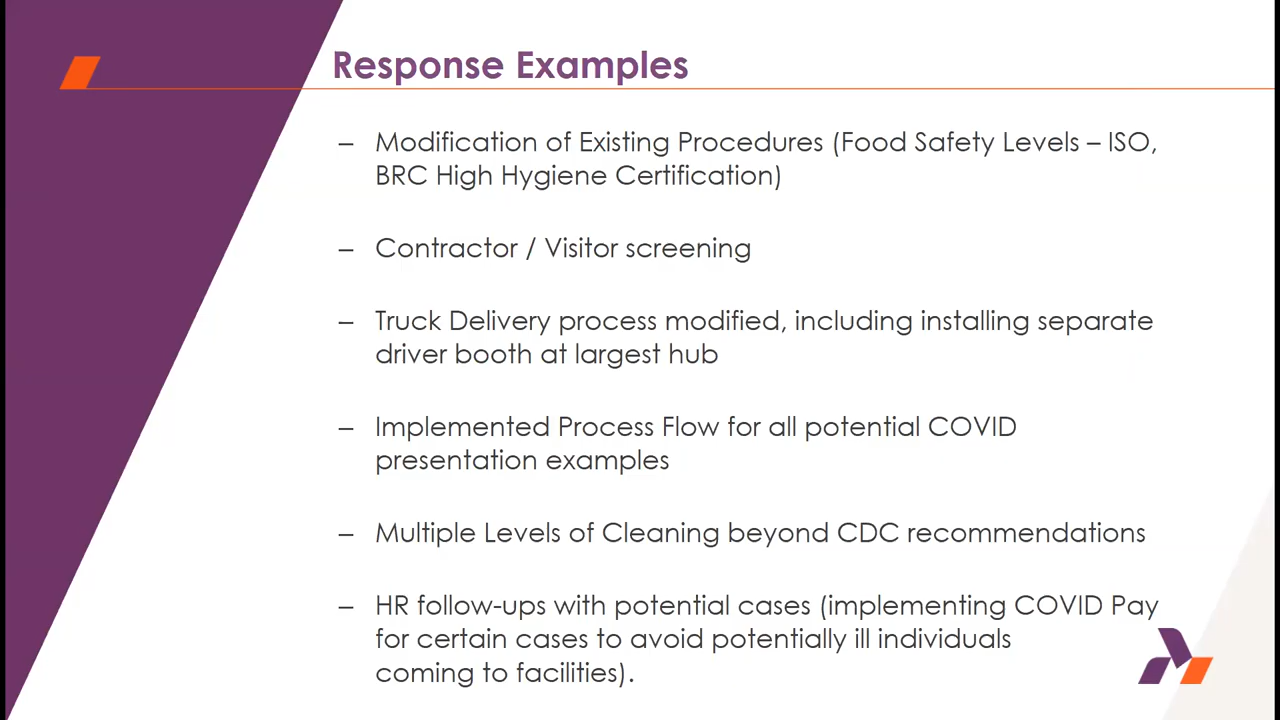 Response Examples
– Modification of Existing Procedures (Food Safety Levels – ISO,
BRC High Hygiene Certification)
– Contractor / Visitor screening
– Truck Delivery process modified, including installing separate
driver booth at largest hub
– Implemented Process Flow for all potential COVID
presentation examples
– Multiple Levels of Cleaning beyond CDC recommendations
– HR follow-ups with potential cases (implementing COVID Pay
for certain cases to avoid potentially ill individuals
coming to facilities).